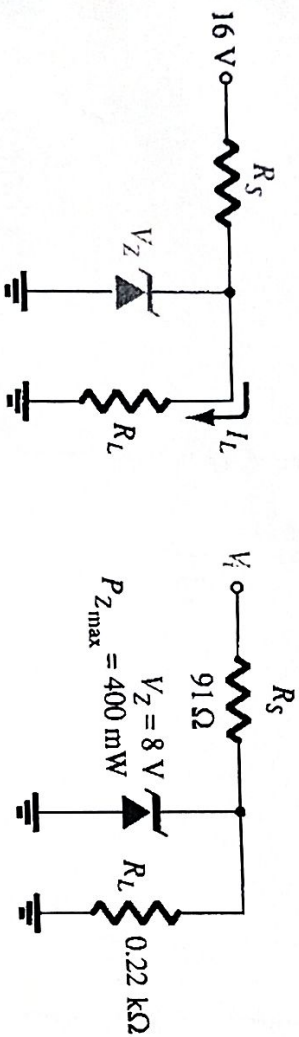 16 V
R_S
V_Z
I_L
R_L
V_i
R_S
91 Ω
V_Z = 8 V
P_Zmax = 400 mW
R_L
0.22 kΩ